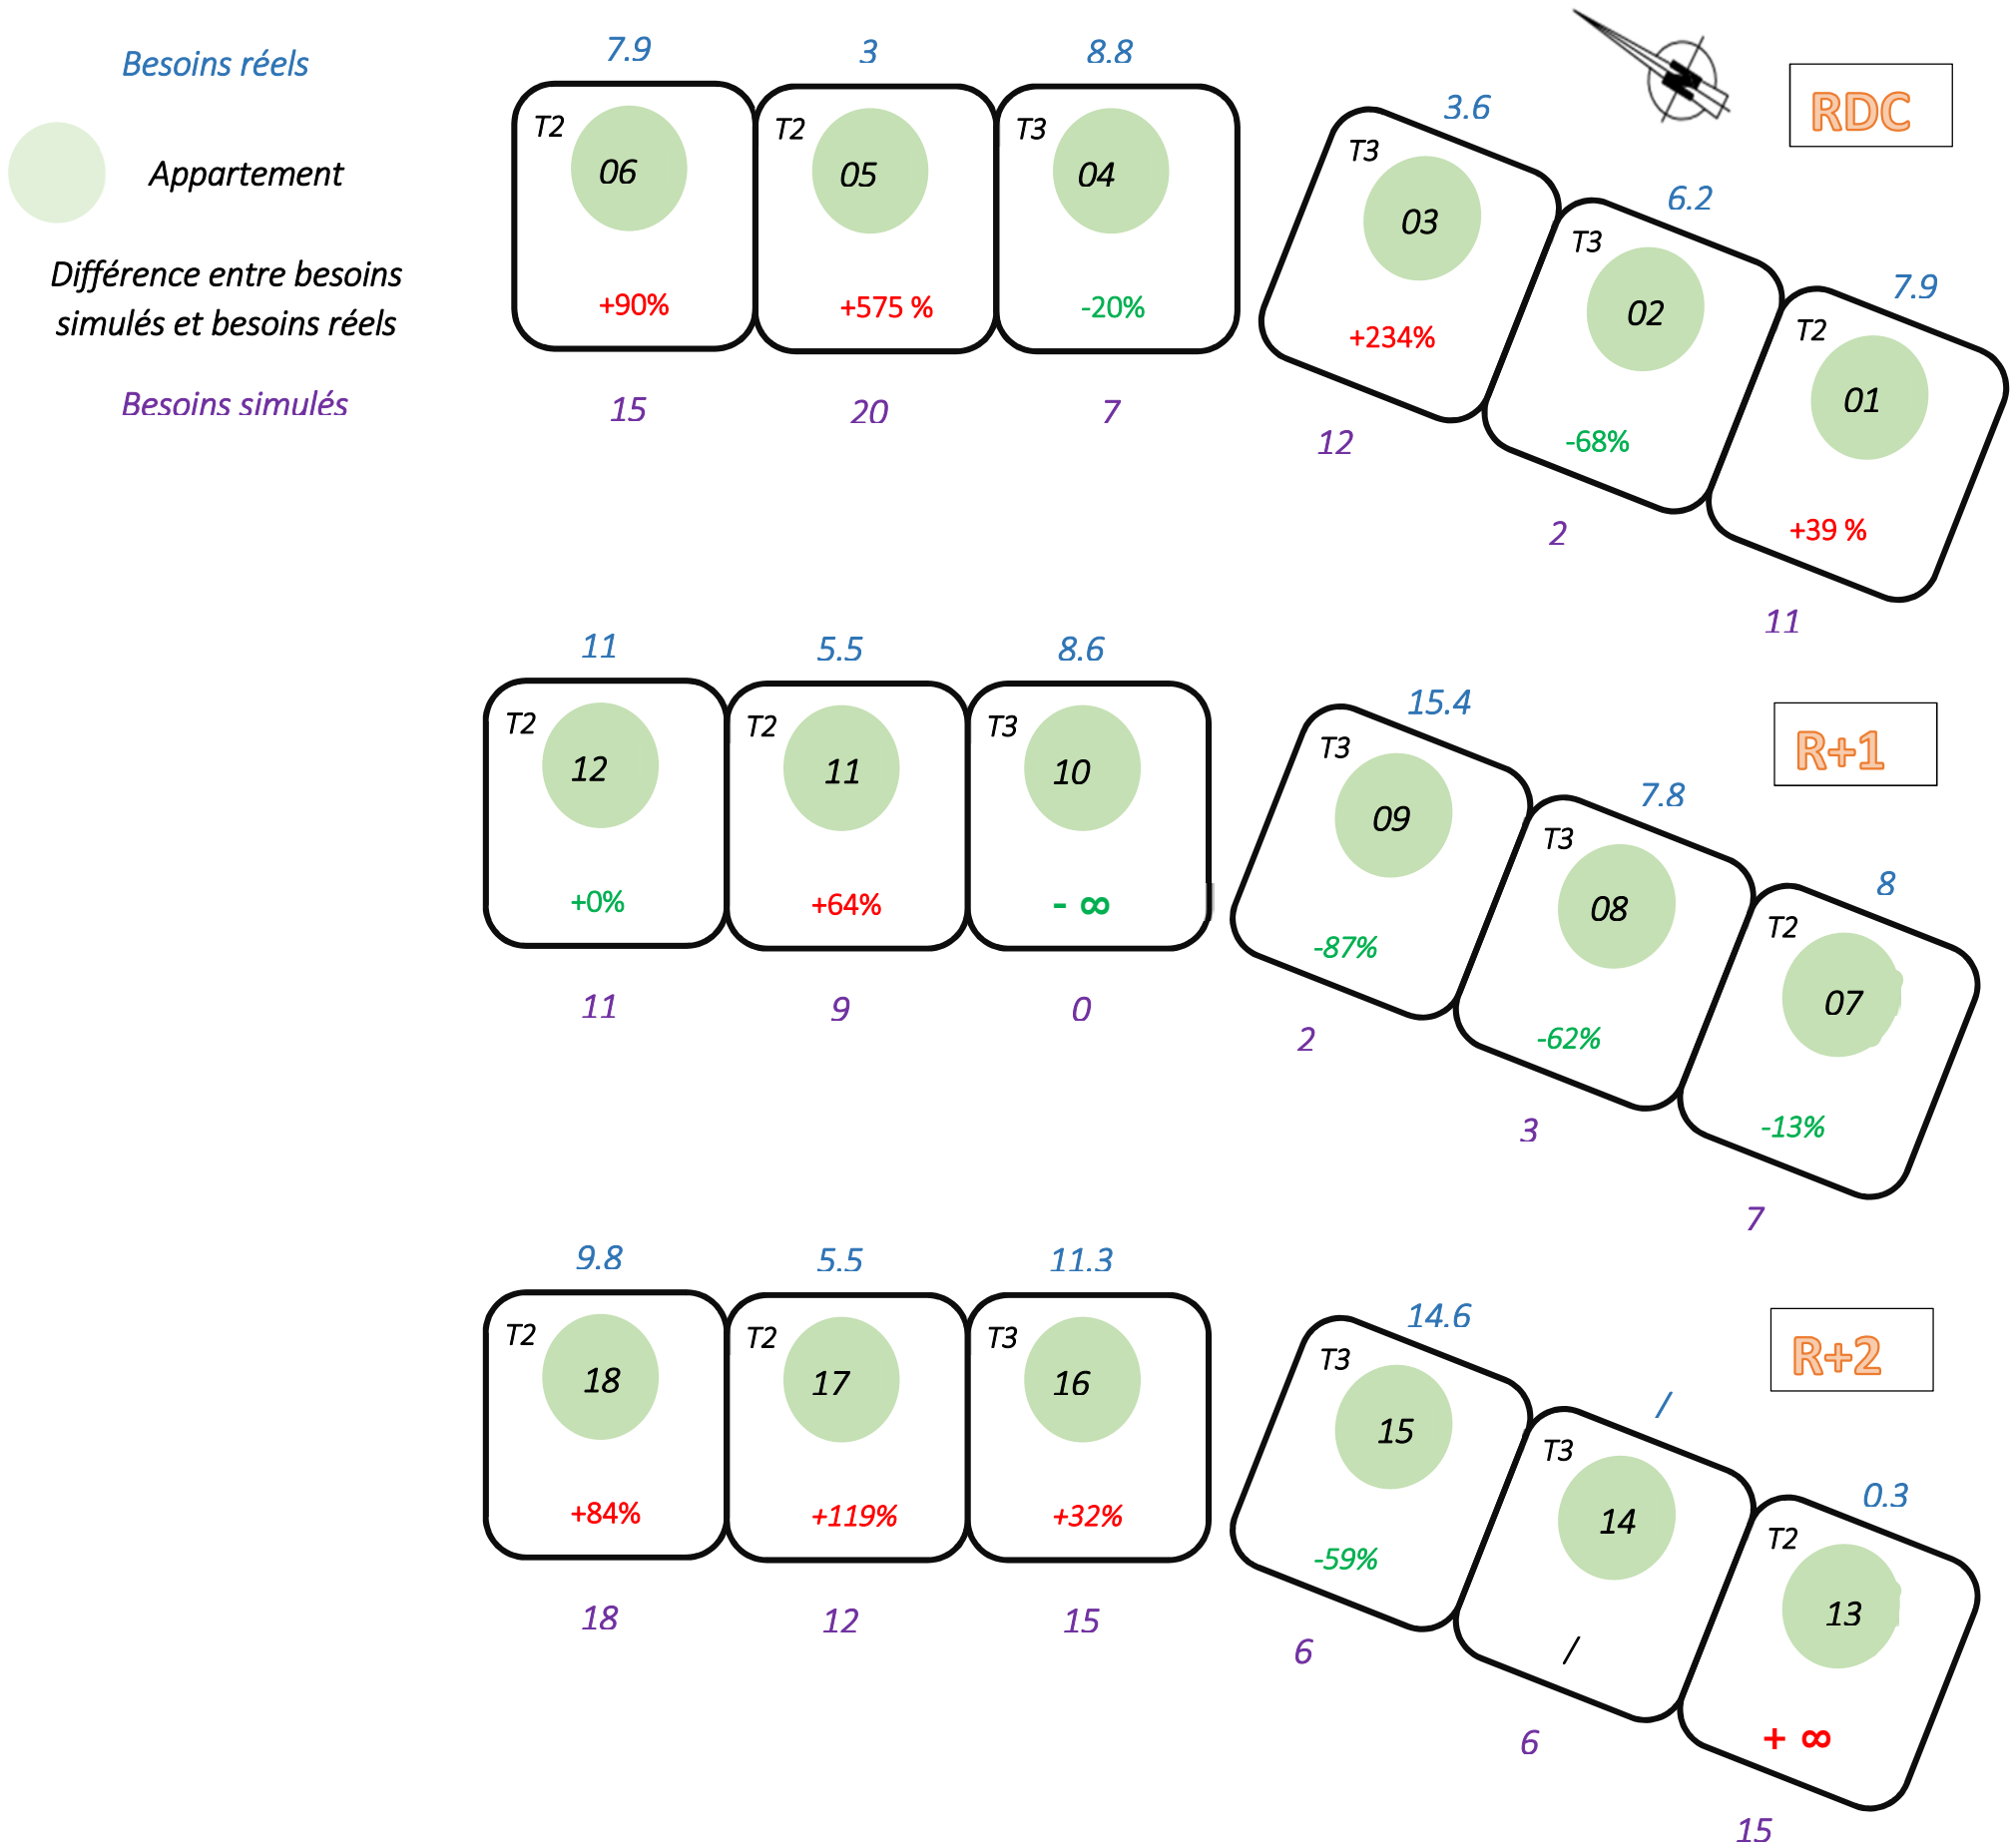 Besoins réels
Appartement
Différence entre besoins
simulés et besoins réels
Besoins simulés
RDC
7.9
T2
06
+90%
15
3
T2
05
+575 %
20
8.8
T3
04
-20%
7
3.6
T3
03
+234%
12
6.2
T3
02
-68%
2
7.9
T2
01
+39 %
11
R+1
11
T2
12
+0%
11
5.5
T2
11
+64%
9
8.6
T3
10
- ∞
0
15.4
T3
09
-87%
2
7.8
T3
08
-62%
3
8
T2
07
-13%
7
R+2
9.8
T2
18
+84%
18
5.5
T2
17
+119%
12
11.3
T3
16
+32%
15
14.6
T3
15
-59%
6
/
T3
14
/
6
0.3
T2
13
+ ∞
15